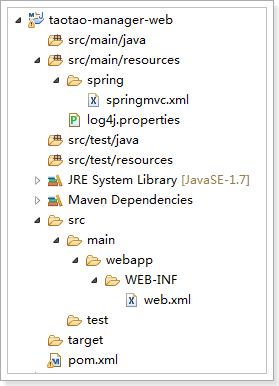 taotao-manager-web
src/main/java
src/main/resources
spring
springmvc.xml
log4j.properties
src/test/java
src/test/resources
JRE System Library [JavaSE-1.7]
Maven Dependencies
src
main
webapp
WEB-INF
web.xml
test
target
pom.xml